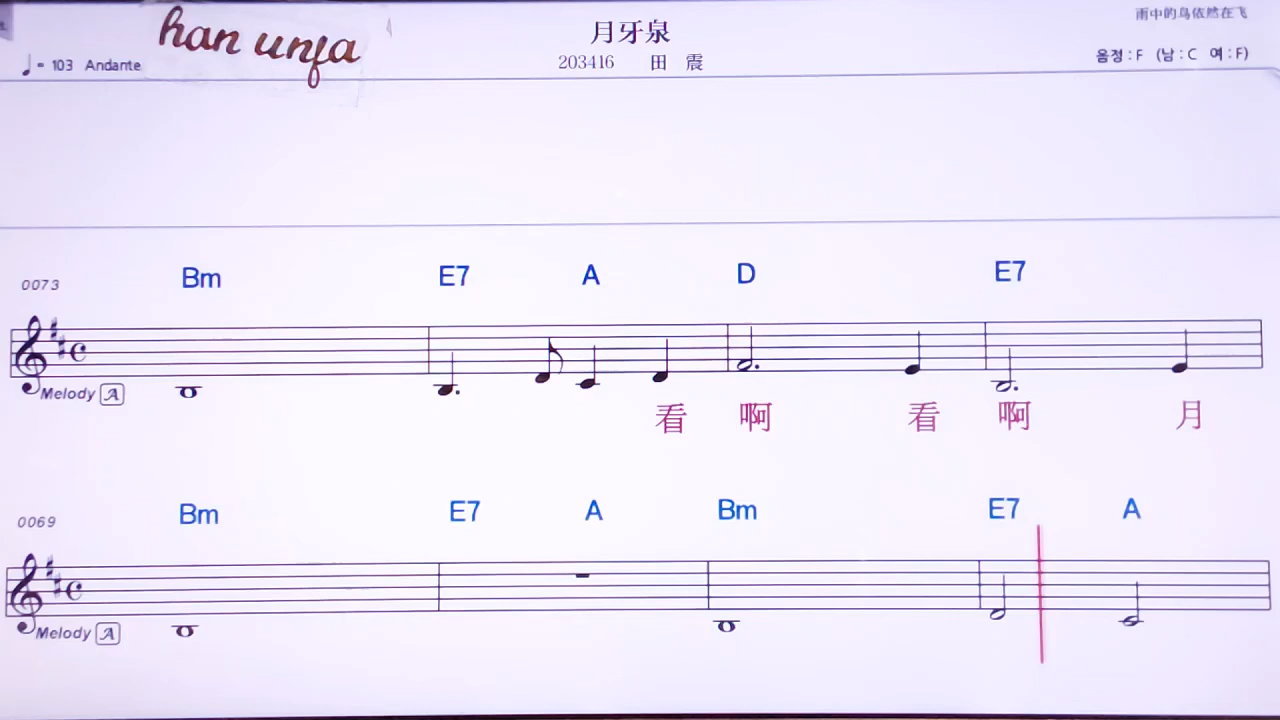 han unfa
月牙泉
雨中的鸟依然在飞
♩= 103 Andante
203416 田 震
음정 : F (남 : C 여 : F)
0073 Bm E7 A D E7
Melody A
看 啊 看 啊 月
0069 Bm E7 A Bm E7 A
Melody A